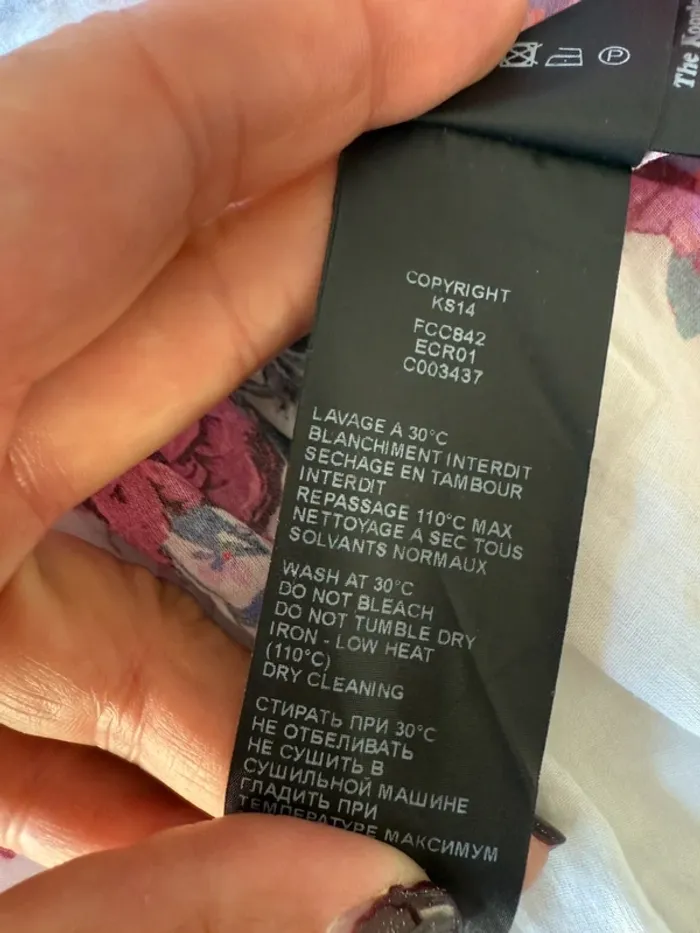 The
COPYRIGHT
KS14
FCC842
ECR01
C003437
LAVAGE A 30°C
BLANCHIMENT INTERDIT
SECHAGE EN TAMBOUR
INTERDIT
REPASSAGE 110°C MAX
NETTOYAGE A SEC TOUS
SOLVANTS NORMAUX
WASH AT 30°C
DO NOT BLEACH
DO NOT TUMBLE DRY
IRON - LOW HEAT
(110°C)
DRY CLEANING
СТИРАТЬ ПРИ 30°C
НЕ ОТБЕЛИВАТЬ
НЕ СУШИТЬ В
СУШИЛЬНОЙ МАШИНЕ
ГЛАДИТЬ ПРИ
ТЕМПЕРАТУРЕ МАКСИМУМ